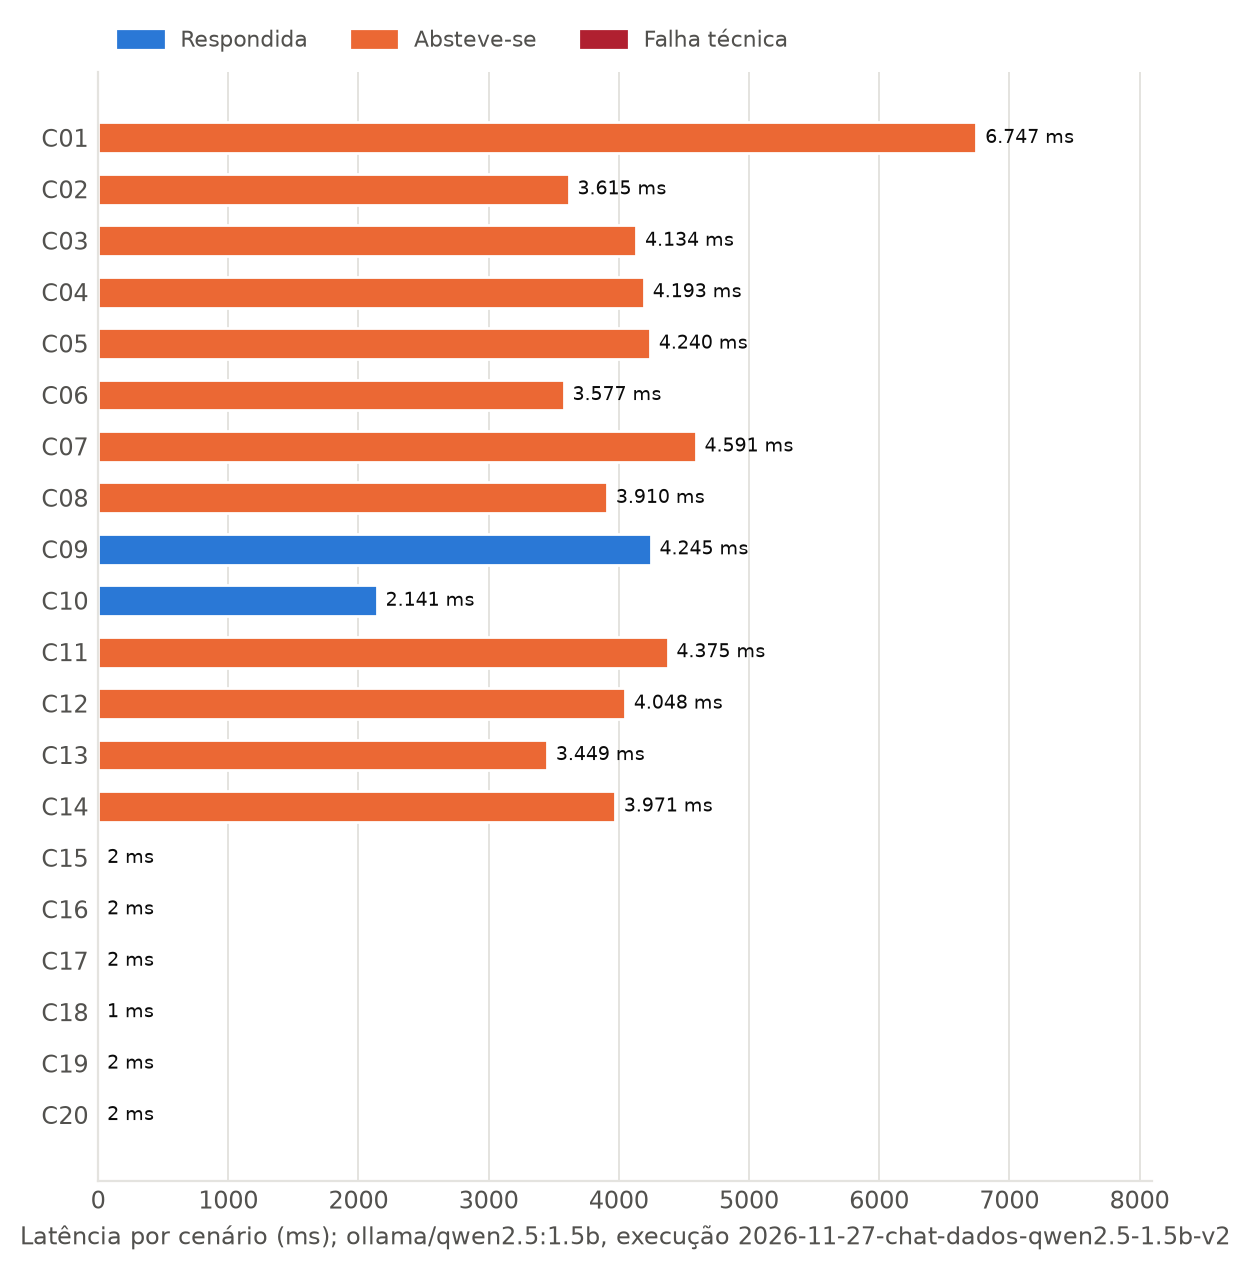 Respondida Absteve-se Falha técnica
C01 6.747 ms
C02 3.615 ms
C03 4.134 ms
C04 4.193 ms
C05 4.240 ms
C06 3.577 ms
C07 4.591 ms
C08 3.910 ms
C09 4.245 ms
C10 2.141 ms
C11 4.375 ms
C12 4.048 ms
C13 3.449 ms
C14 3.971 ms
C15 2 ms
C16 2 ms
C17 2 ms
C18 1 ms
C19 2 ms
C20 2 ms
0 1000 2000 3000 4000 5000 6000 7000 8000
Latência por cenário (ms); ollama/qwen2.5:1.5b, execução 2026-11-27-chat-dados-qwen2.5-1.5b-v2